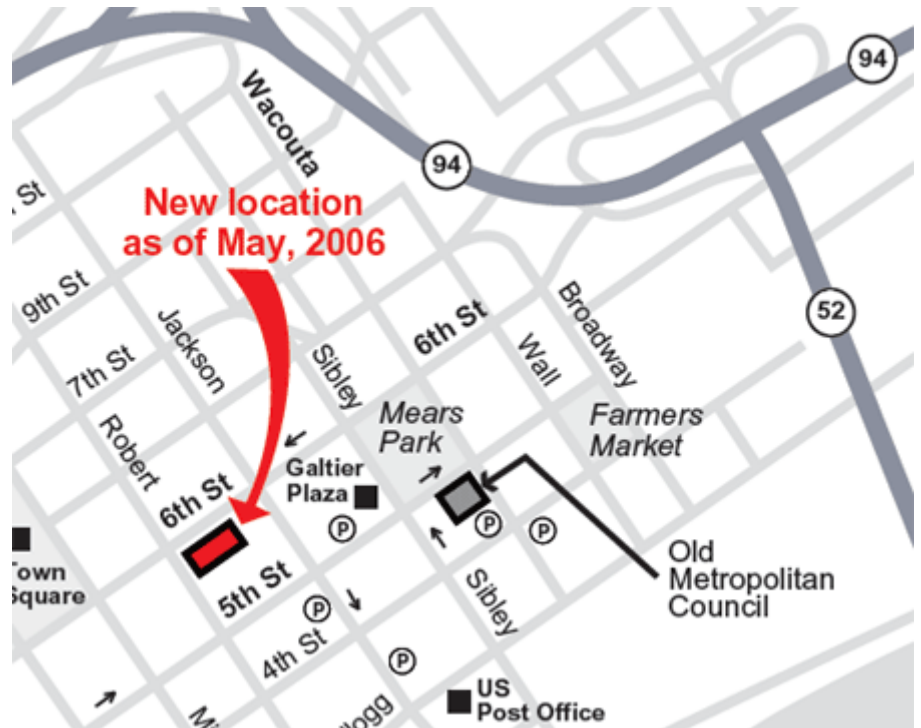 94
Wacouta
94
St
New location
as of May, 2006
52
9th St
Jackson
Broadway
6th St
Wall
Sibley
7th St
Mears
Park
Farmers
Market
Robert
Galtier
Plaza
6th St
P
P
P
Old
Metropolitan
Council
Town
Square
5th St
P
Sibley
4th St
P
US
Post Office